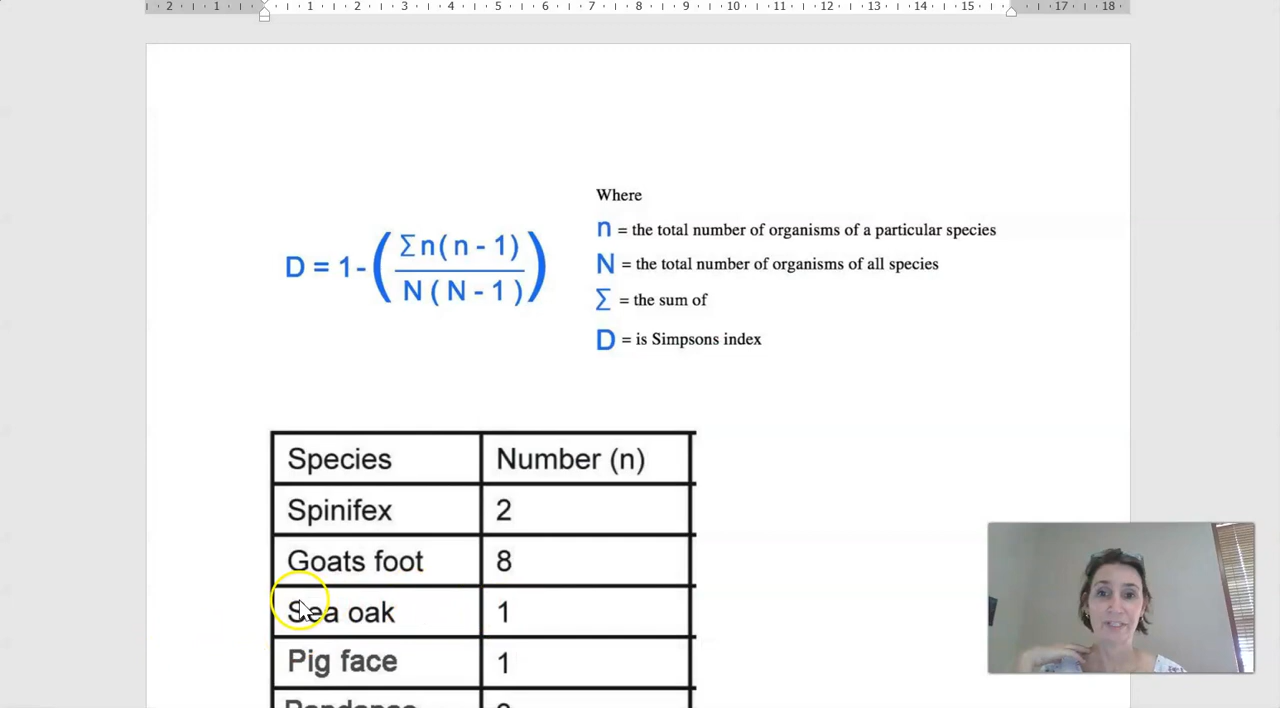 2 1 1 2 3 4 5 6 7 8 9 10 11 12 13 14 15 17 18
Where
n = the total number of organisms of a particular species
D = 1 - ( Σn(n - 1) / N(N - 1) )
N = the total number of organisms of all species
Σ = the sum of
D = is Simpsons index
Species Number (n)
Spinifex 2
Goats foot 8
Sea oak 1
Pig face 1